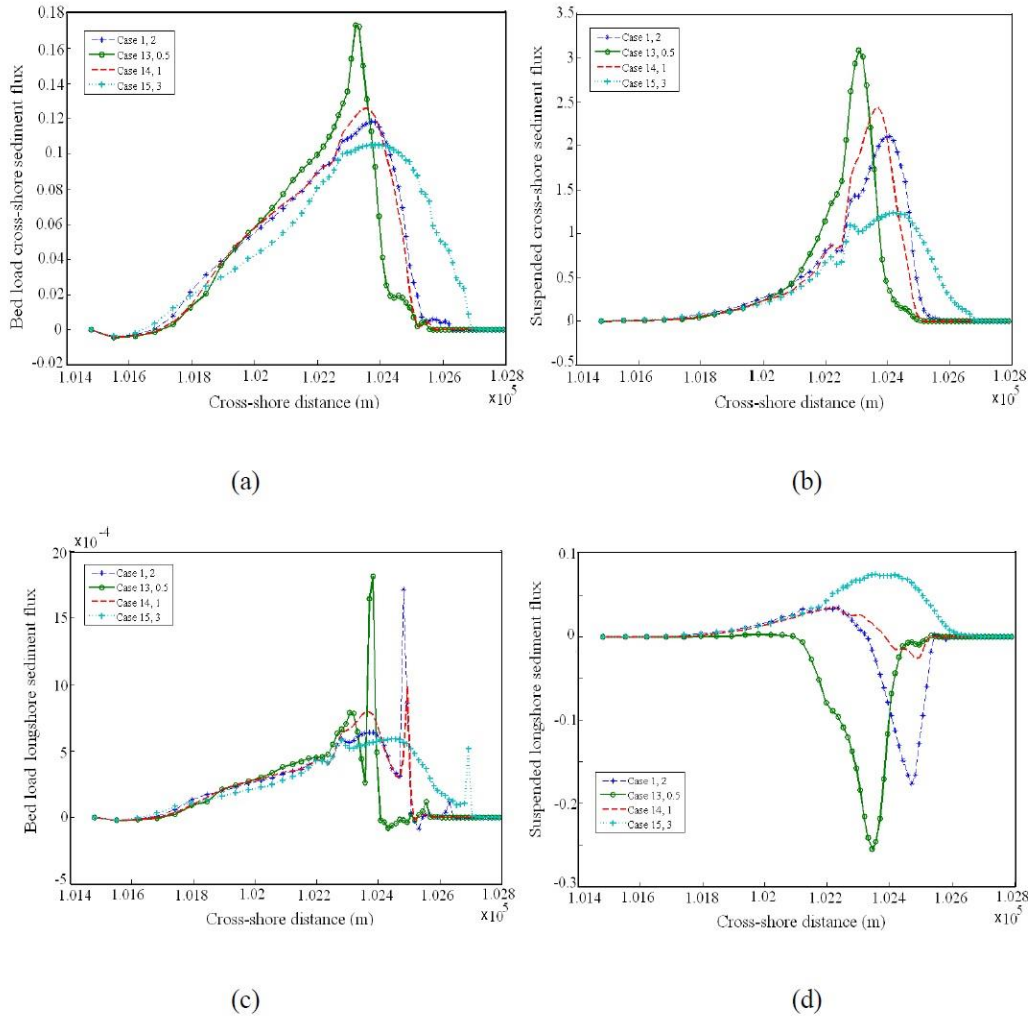 0.18
0.16
0.14
0.12
0.1
0.08
0.06
0.04
0.02
0
-0.02
Bed load cross-shore sediment flux
Case 1, 2
Case 13, 0.5
Case 14, 1
Case 15, 3
1.014 1.016 1.018 1.02 1.022 1.024 1.026 1.028
Cross-shore distance (m)
x10^5
(a)
3.5
3.0
2.5
2
1.5
1
0.5
0
-0.5
Suspended cross-shore sediment flux
Case 1, 2
Case 13, 0.5
Case 14, 1
Case 15, 3
1.014 1.016 1.018 1.02 1.022 1.024 1.026 1.028
Cross-shore distance (m)
x10^5
(b)
x10^-4
20
15
10
5
0
-5
Bed load longshore sediment flux
Case 1, 2
Case 13, 0.5
Case 14, 1
Case 15, 3
1.014 1.016 1.018 1.02 1.022 1.024 1.026 1.028
Cross-shore distance (m)
x10^5
(c)
0.1
0
-0.1
-0.2
-0.3
Suspended longshore sediment flux
Case 1, 2
Case 13, 0.5
Case 14, 1
Case 15, 3
1.014 1.016 1.018 1.02 1.022 1.024 1.026 1.028
Cross-shore distance (m)
x10^5
(d)